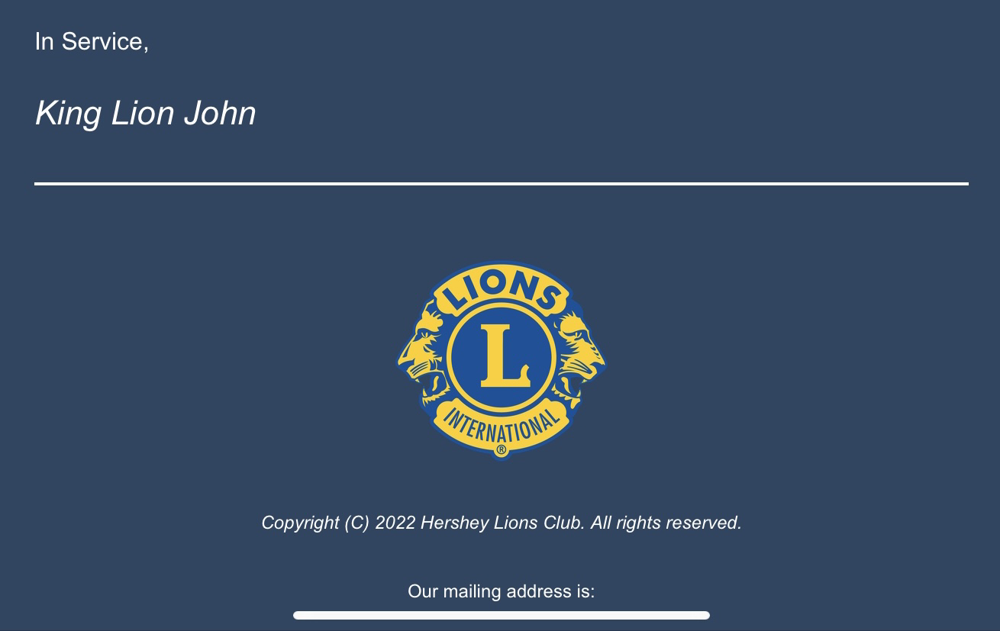 In Service,
King Lion John
LIONS
L
INTERNATIONAL
®
Copyright (C) 2022 Hershey Lions Club. All rights reserved.
Our mailing address is: